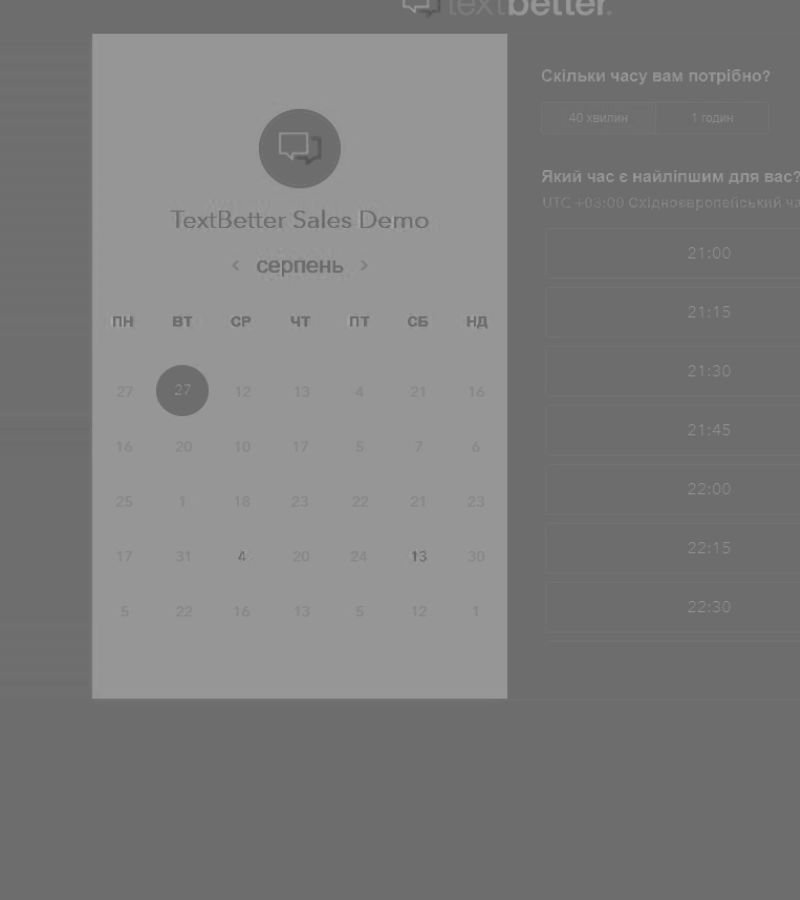 textbetter.
TextBetter Sales Demo
< серпень >
ПН ВТ СР ЧТ ПТ СБ НД
27 27 12 13 4 21 16
16 20 10 17 5 7 6
25 1 18 23 22 21 23
17 31 4 20 24 13 30
5 22 16 13 5 12 1
Скільки часу вам потрібно?
40 хвилин 1 годин
Який час є найліпшим для вас?
UTC +03:00 Східноєвропейський ча
21:00
21:15
21:30
21:45
22:00
22:15
22:30